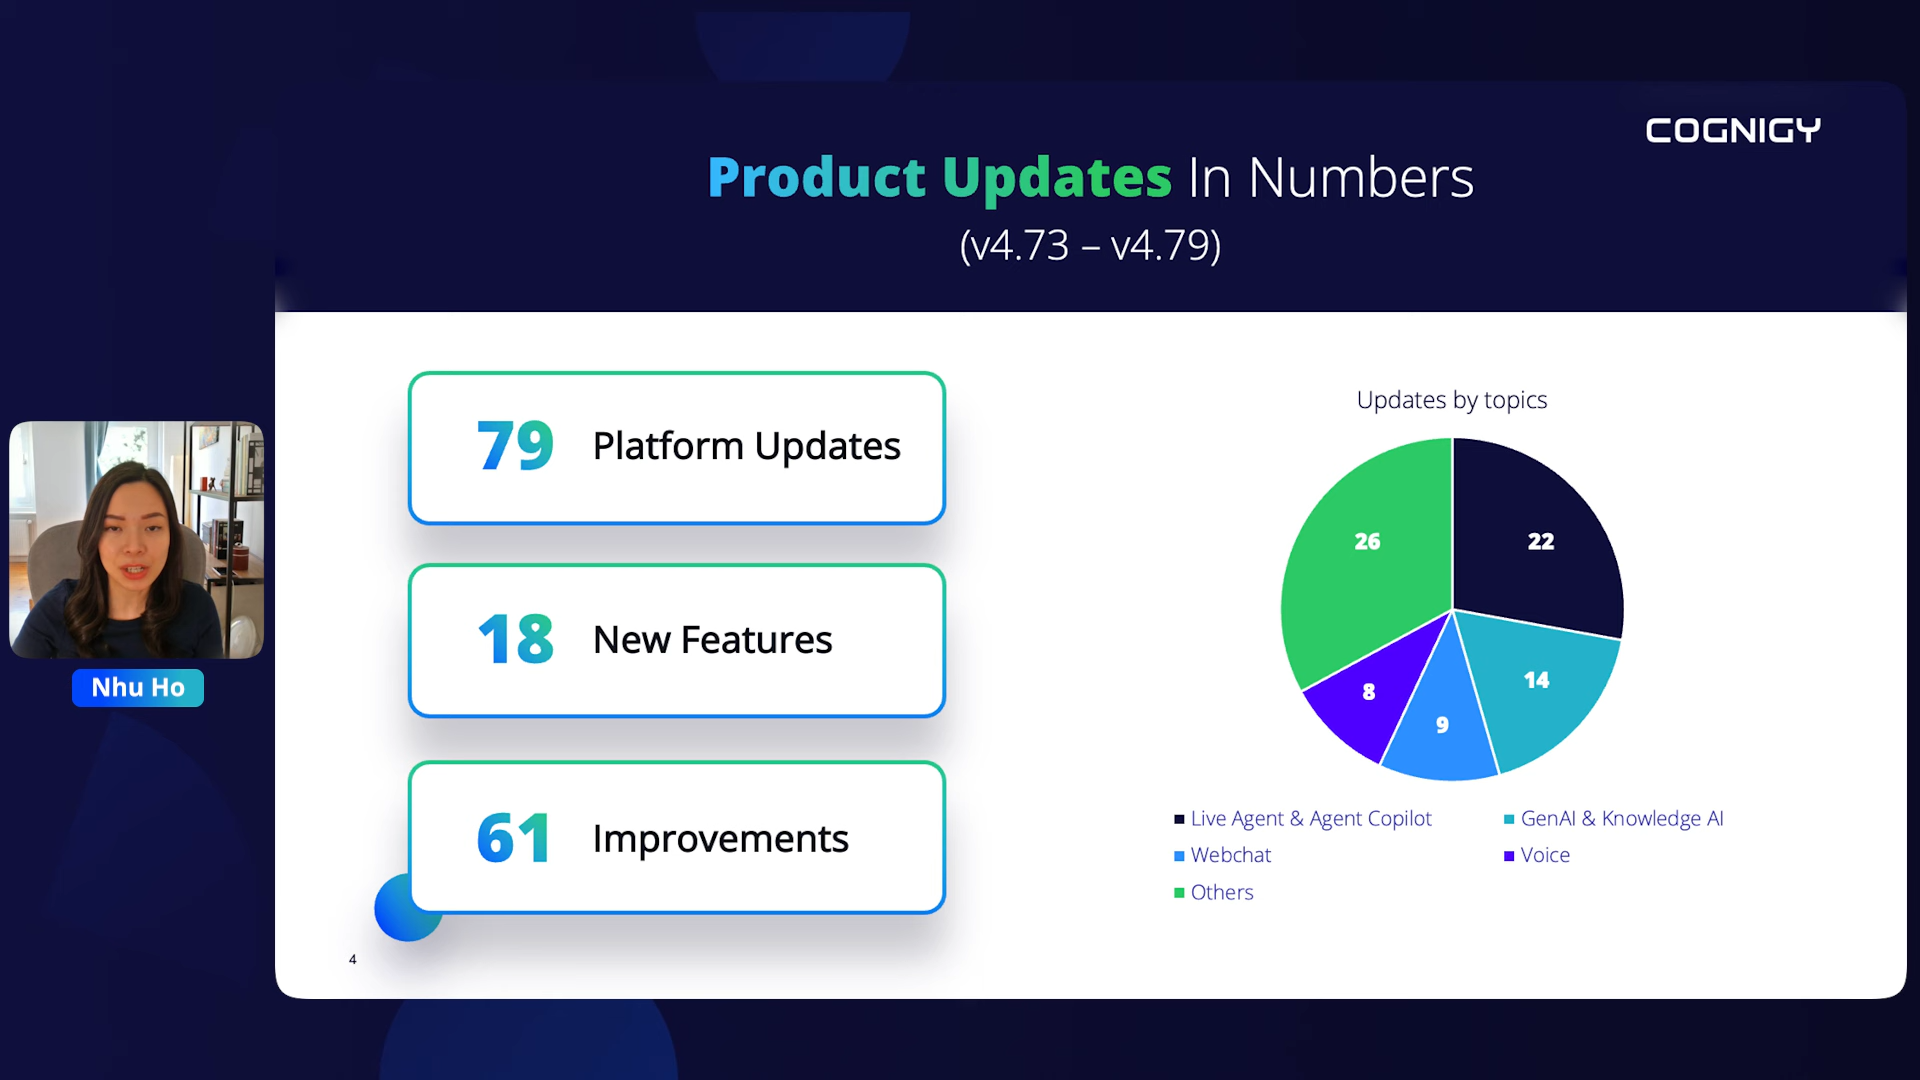 COGNIGY
Product Updates In Numbers
(v4.73 – v4.79)
79 Platform Updates
18 New Features
61 Improvements
Updates by topics
26
22
14
8
9
Live Agent & Agent Copilot
GenAI & Knowledge AI
Webchat
Voice
Others
Nhu Ho
4